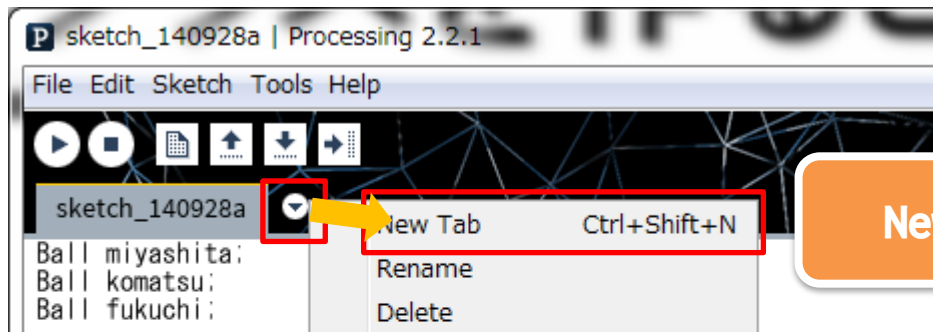 P sketch_140928a | Processing 2.2.1
File Edit Sketch Tools Help
sketch_140928a
New Tab Ctrl+Shift+N
Ball miyashita;
Rename
Ball komatsu;
Ball fukuchi;
Delete